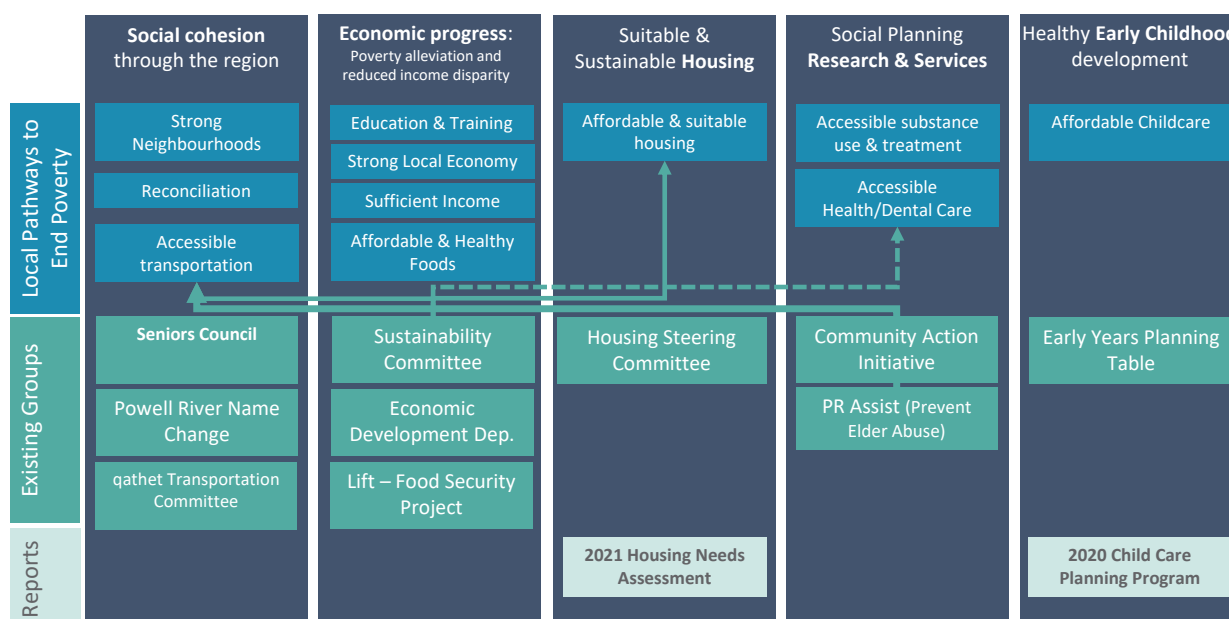 Social cohesion
through the region
Economic progress:
Poverty alleviation and
reduced income disparity
Suitable &
Sustainable Housing
Social Planning
Research & Services
Healthy Early Childhood
development
Local Pathways to
End Poverty
Strong
Neighbourhoods
Reconciliation
Accessible
transportation
Education & Training
Strong Local Economy
Sufficient Income
Affordable & Healthy
Foods
Affordable & suitable
housing
Accessible substance
use & treatment
Accessible
Health/Dental Care
Affordable Childcare
Existing Groups
Seniors Council
Powell River Name
Change
qathet Transportation
Committee
Sustainability
Committee
Economic
Development Dep.
Lift – Food Security
Project
Housing Steering
Committee
Community Action
Initiative
PR Assist (Prevent
Elder Abuse)
Early Years Planning
Table
Reports
2021 Housing Needs
Assessment
2020 Child Care
Planning Program